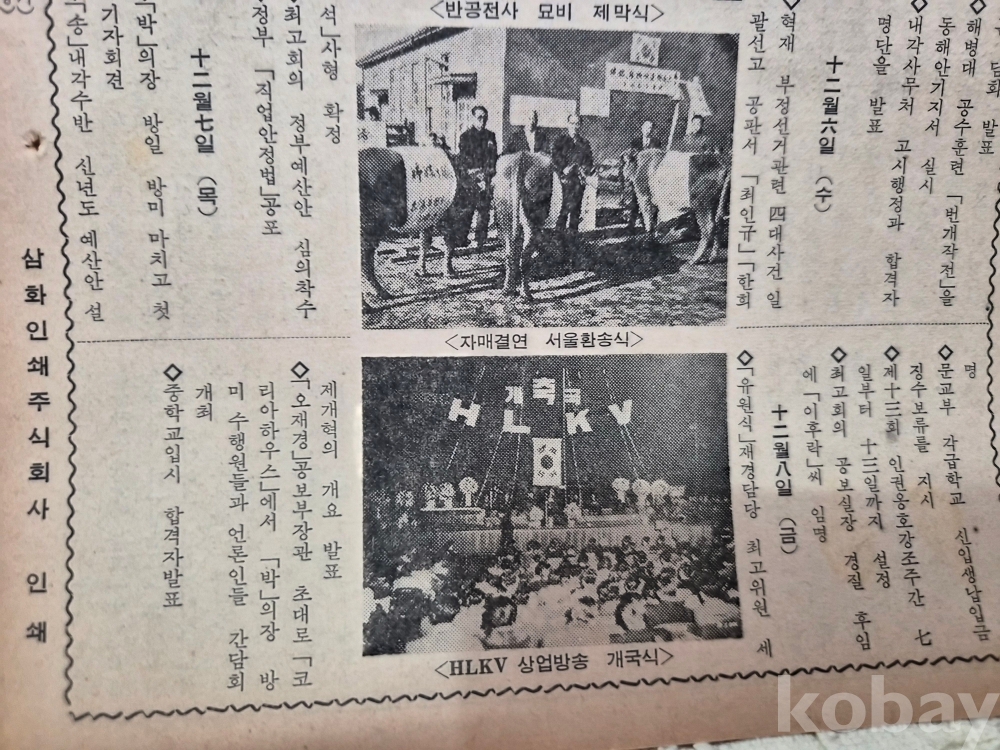 <반공전사 묘비 제막식>
담화 발표
해병대 공수훈련 「번개작전」을
동해안기지서 실시
내각사무처 고시행정과 합격자
명단을 발표
十二月六日 (수)
◇혁재 부정선거관련 四대사건 일
괄선고 공판서 「최인규」「한희
석」사형 확정
◇최고회의 정부예산안 심의착수
정부 「직업안정법」공포
十二月七日 (목)
「박」의장 방일 방미 마치고 첫
기자회견
「송」내각수반 신년도 예산안 설
<자매결연 서울환송식>
명
◇문교부 각급학교 신입생납입금
징수보류를 지시
◇제十三회 인권옹호강조주간 七
일부터 十三일까지 설정
◇최고회의 공보실장 경질 후임
에 「이후락」씨 임명
十二月八日 (금)
◇「유원식」재경담당 최고위원 세
제개혁의 개요 발표
◇「오재경」공보부장관 초대로 「코
리아하우스」에서 「박」의장 방
미 수행원들과 언론인들 간담회
개최
◇중학교입시 합격자발표
개축국
HLKV
<HLKV 상업방송 개국식>
삼화인쇄주식회사 인쇄
kobay